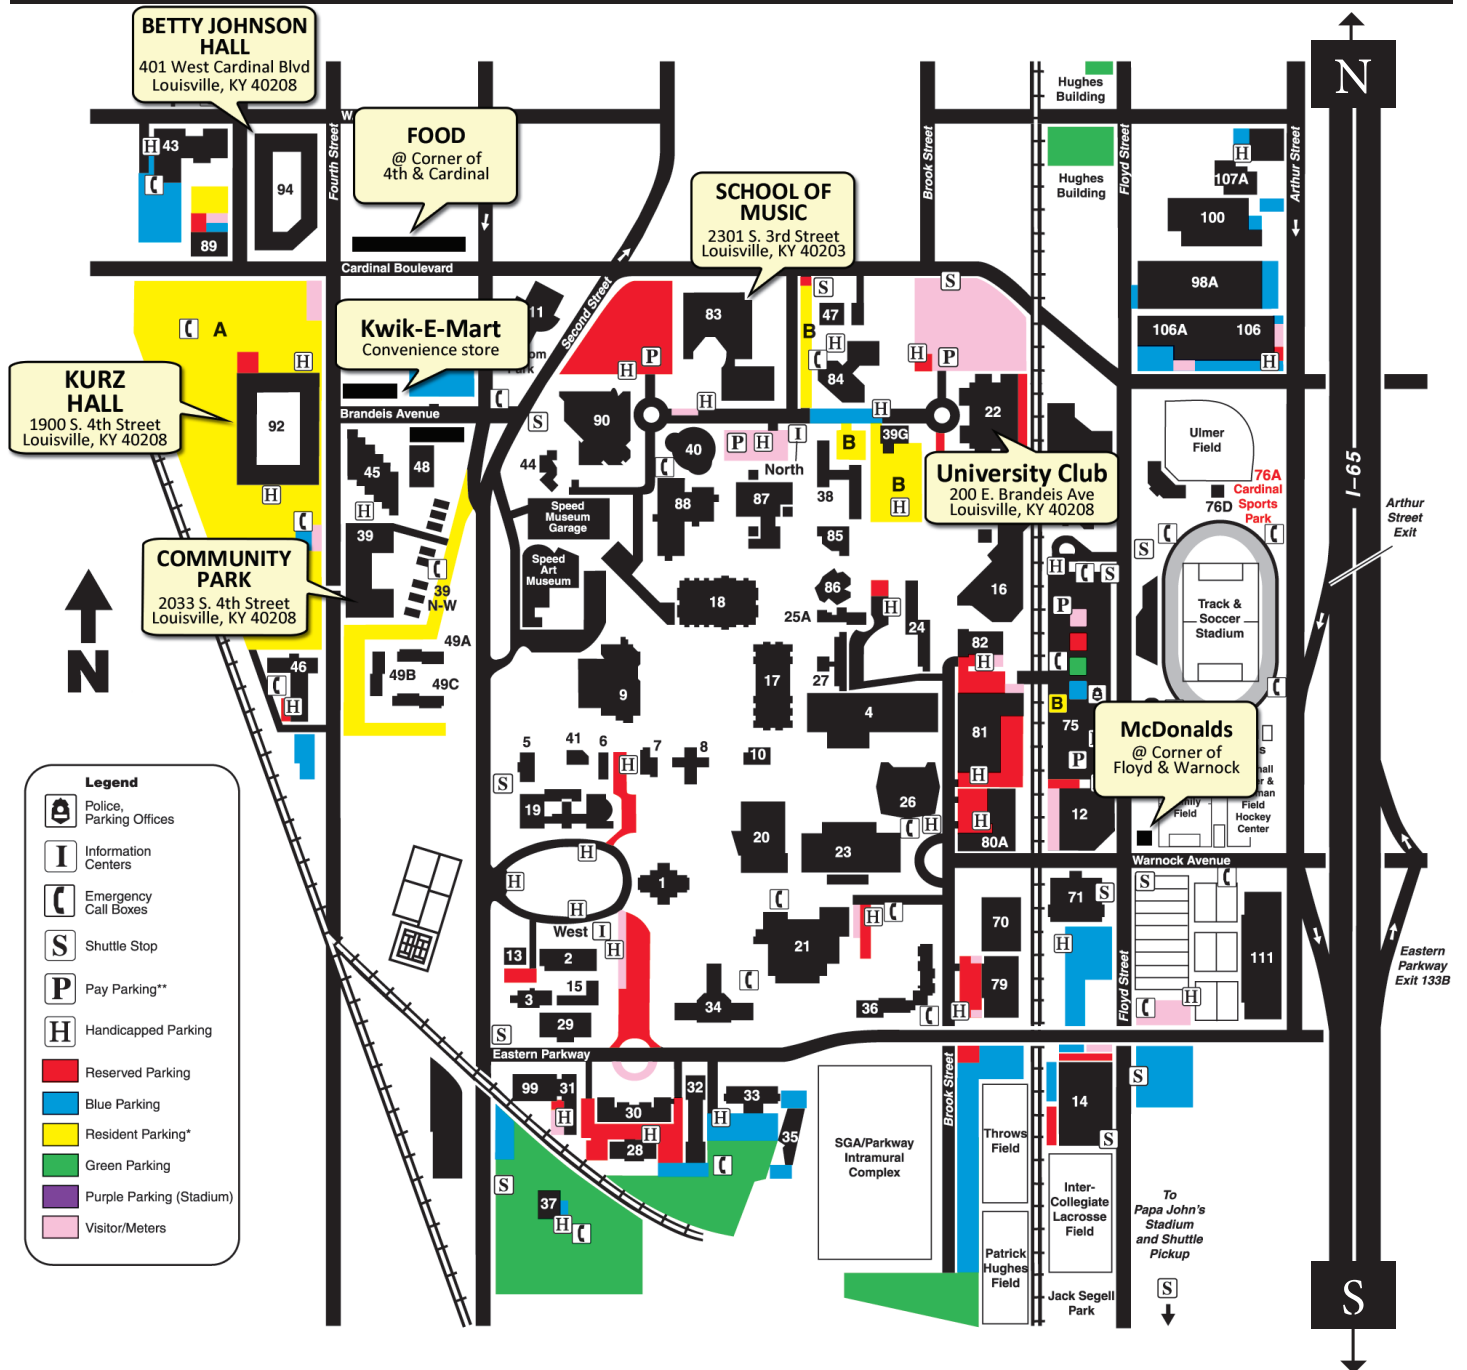 BETTY JOHNSON
HALL
401 West Cardinal Blvd
Louisville, KY 40208
FOOD
@ Corner of
4th & Cardinal
SCHOOL OF
MUSIC
2301 S. 3rd Street
Louisville, KY 40203
Kwik-E-Mart
Convenience store
KURZ
HALL
1900 S. 4th Street
Louisville, KY 40208
COMMUNITY
PARK
2033 S. 4th Street
Louisville, KY 40208
University Club
200 E. Brandeis Ave
Louisville, KY 40208
McDonalds
@ Corner of
Floyd & Warnock
N
S
N
I-65
Arthur
Street
Exit
Eastern
Parkway
Exit 133B
Hughes
Building
Hughes
Building
Fourth Street
Second Street
Brook Street
Floyd Street
Arthur Street
Cardinal Boulevard
Brandeis Avenue
Warnock Avenue
Eastern Parkway
Floyd Street
Brook Street
W
H
43
94
89
107A
H
100
98A
106A
106
H
A
H
92
H
11
Park
S
83
P
H
B
S
47
H
84
S
H
P
22
90
H
H
40
P
H
I
North
B
39G
B
H
Ulmer
Field
76A
Cardinal
Sports
Park
76D
45
48
H
39
39
N-W
44
Speed
Museum
Garage
Speed
Art
Museum
88
87
38
85
86
25A
H
24
27
18
17
16
82
H
S
H
S
P
Track &
Soccer
Stadium
B
75
P
46
H
49A
49B
49C
9
4
81
H
5
41
6
H
7
8
10
S
19
20
23
26
H
H
80A
12
Family
Field
Field
Hockey
Center
H
H
H
1
West
I
H
13
2
15
3
29
S
21
H
34
36
H
70
79
71
S
H
S
111
H
99
31
H
30
H
28
32
H
33
35
S
37
H
SGA/Parkway
Intramural
Complex
Throws
Field
Patrick
Hughes
Field
14
S
S
Inter-
Collegiate
Lacrosse
Field
Jack Segell
Park
To
Papa John's
Stadium
and Shuttle
Pickup
S
Legend
Police,
Parking Offices
I
Information
Centers
Emergency
Call Boxes
S
Shuttle Stop
P
Pay Parking**
H
Handicapped Parking
Reserved Parking
Blue Parking
Resident Parking*
Green Parking
Purple Parking (Stadium)
Visitor/Meters